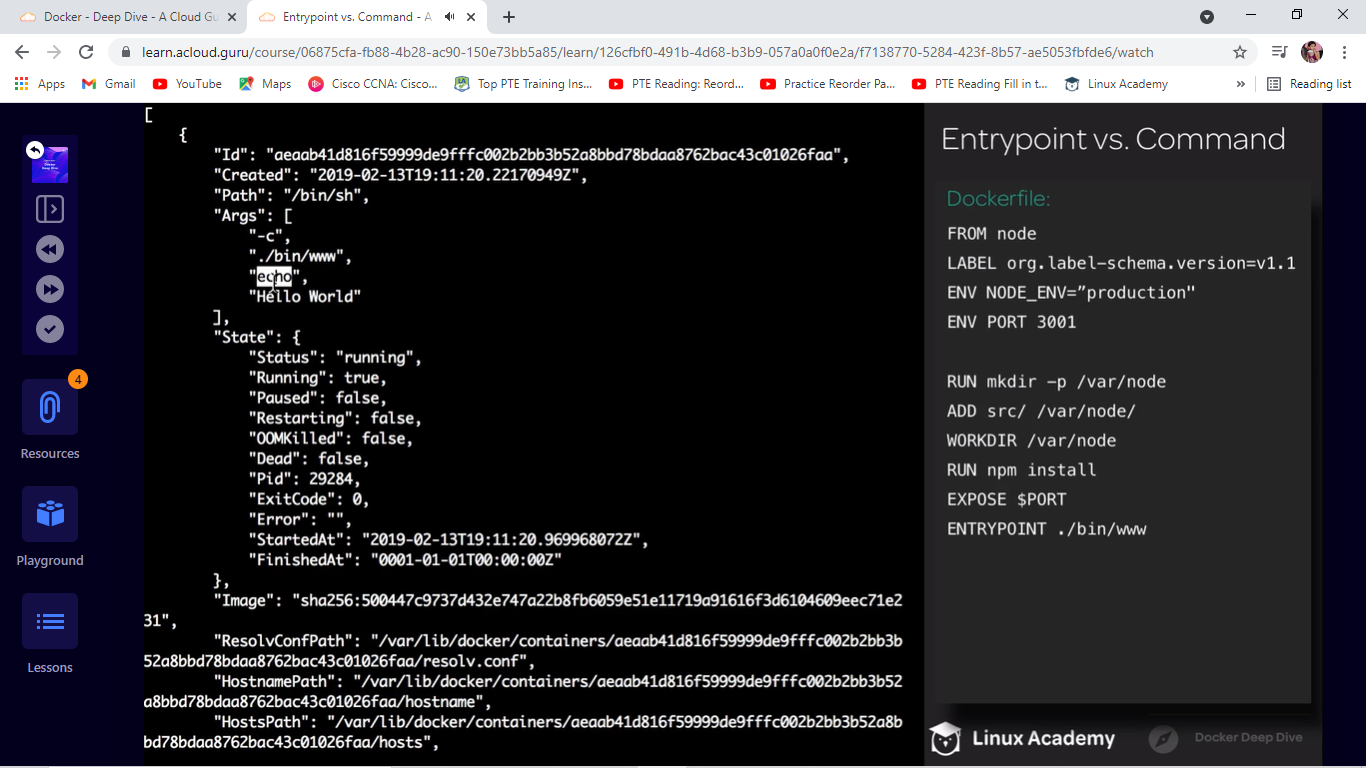 Docker - Deep Dive - A Cloud Gu
Entrypoint vs. Command - A
learn.acloud.guru/course/06875cfa-fb88-4b28-ac90-150e73bb5a85/learn/126cfbf0-491b-4d68-b3b9-057a0a0f0e2a/f7138770-5284-423f-8b57-ae5053fbfde6/watch
Apps
Gmail
YouTube
Maps
Cisco CCNA: Cisco...
Top PTE Training Ins...
PTE Reading: Reord...
Practice Reorder Pa...
PTE Reading Fill in t...
Linux Academy
»
Reading list
4
Resources
Playground
Lessons
[
{
"Id": "aeaab41d816f59999de9fffc002b2bb3b52a8bbd78bdaa8762bac43c01026faa",
"Created": "2019-02-13T19:11:20.22170949Z",
"Path": "/bin/sh",
"Args": [
"-c",
"./bin/www",
"echo",
"Hello World"
],
"State": {
"Status": "running",
"Running": true,
"Paused": false,
"Restarting": false,
"OOMKilled": false,
"Dead": false,
"Pid": 29284,
"ExitCode": 0,
"Error": "",
"StartedAt": "2019-02-13T19:11:20.969968072Z",
"FinishedAt": "0001-01-01T00:00:00Z"
},
"Image": "sha256:500447c9737d432e747a22b8fb6059e51e11719a91616f3d6104609eec71e2
31",
"ResolvConfPath": "/var/lib/docker/containers/aeaab41d816f59999de9fffc002b2bb3b
52a8bbd78bdaa8762bac43c01026faa/resolv.conf",
"HostnamePath": "/var/lib/docker/containers/aeaab41d816f59999de9fffc002b2bb3b52
a8bbd78bdaa8762bac43c01026faa/hostname",
"HostsPath": "/var/lib/docker/containers/aeaab41d816f59999de9fffc002b2bb3b52a8b
bd78bdaa8762bac43c01026faa/hosts",
Entrypoint vs. Command
Dockerfile:
FROM node
LABEL org.label-schema.version=v1.1
ENV NODE_ENV=”production"
ENV PORT 3001
RUN mkdir -p /var/node
ADD src/ /var/node/
WORKDIR /var/node
RUN npm install
EXPOSE $PORT
ENTRYPOINT ./bin/www
Linux Academy
Docker Deep Dive